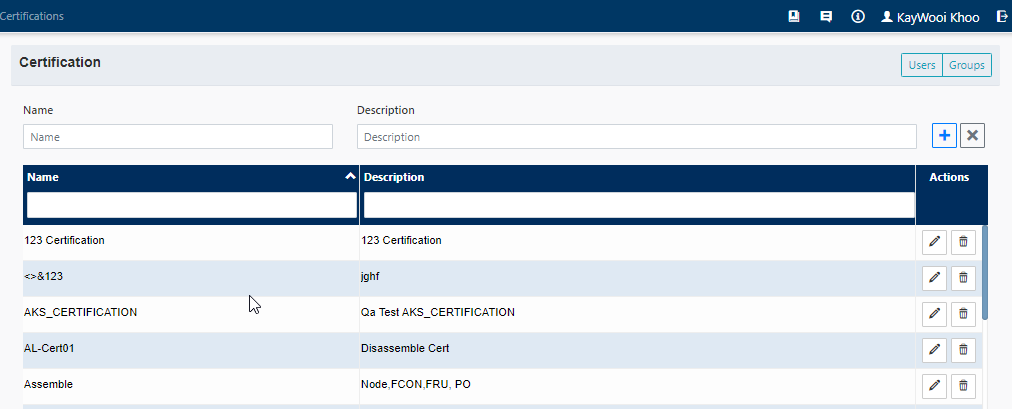 Certifications KayWooi Khoo
Certification Users Groups
Name Description
Name Description
Name Description Actions
123 Certification 123 Certification
<>&123 jghf
AKS_CERTIFICATION Qa Test AKS_CERTIFICATION
AL-Cert01 Disassemble Cert
Assemble Node,FCON,FRU, PO